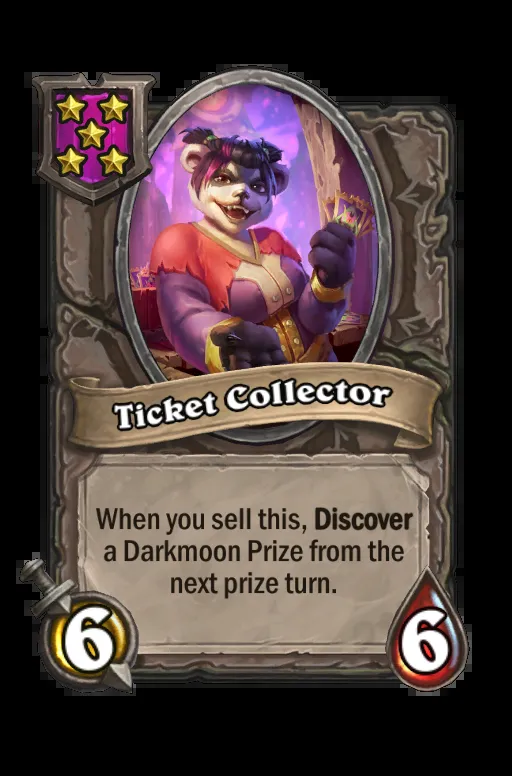 Ticket Collector
When you sell this, Discover
a Darkmoon Prize from the
next prize turn.
6
6